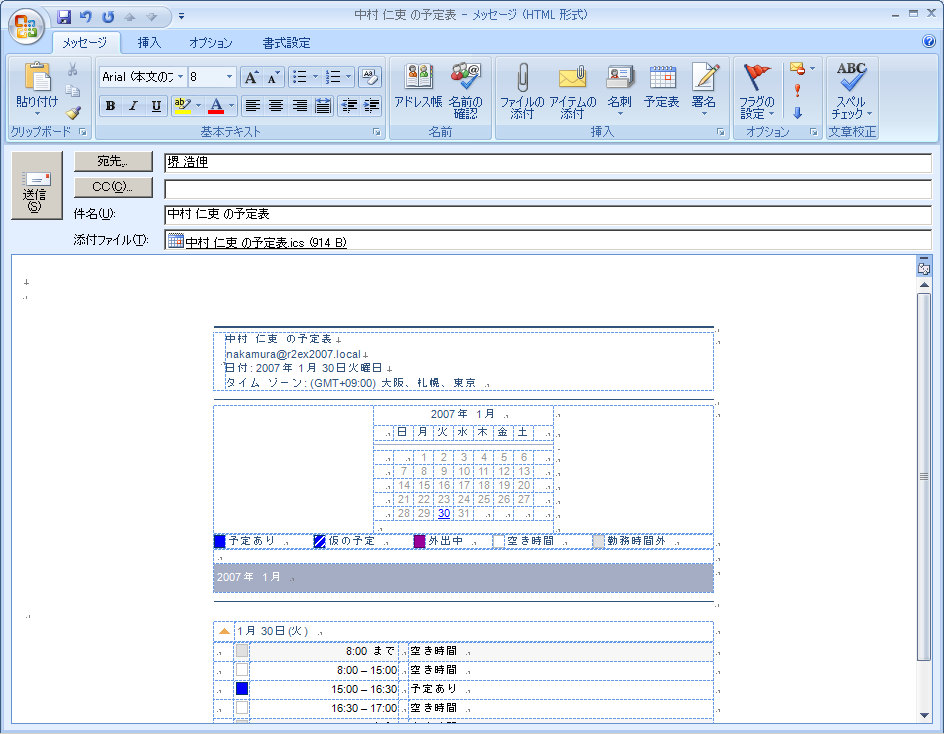 中村 仁吏 の予定表 - メッセージ (HTML 形式)
メッセージ 挿入 オプション 書式設定
貼り付け
クリップボード
Arial (本文のフ 8
B I U
基本テキスト
アドレス帳 名前の確認
名前
ファイルの添付 アイテムの添付 名刺 予定表 署名
挿入
フラグの設定
オプション
ABC
スペルチェック
文章校正
送信(S)
宛先... 堺 浩伸
CC(C)...
件名(U): 中村 仁吏 の予定表
添付ファイル(T): 中村 仁吏 の予定表.ics (914 B)
中村 仁吏 の予定表
nakamura@r2ex2007.local
日付: 2007年 1月 30日火曜日
タイム ゾーン: (GMT+09:00) 大阪、札幌、東京
2007年 1月
日 月 火 水 木 金 土
1 2 3 4 5 6
7 8 9 10 11 12 13
14 15 16 17 18 19 20
21 22 23 24 25 26 27
28 29 30 31
予定あり 仮の予定 外出中 空き時間 勤務時間外
2007年 1月
1月 30日(火)
8:00 まで 空き時間
8:00 – 15:00 空き時間
15:00 – 16:30 予定あり
16:30 – 17:00 空き時間